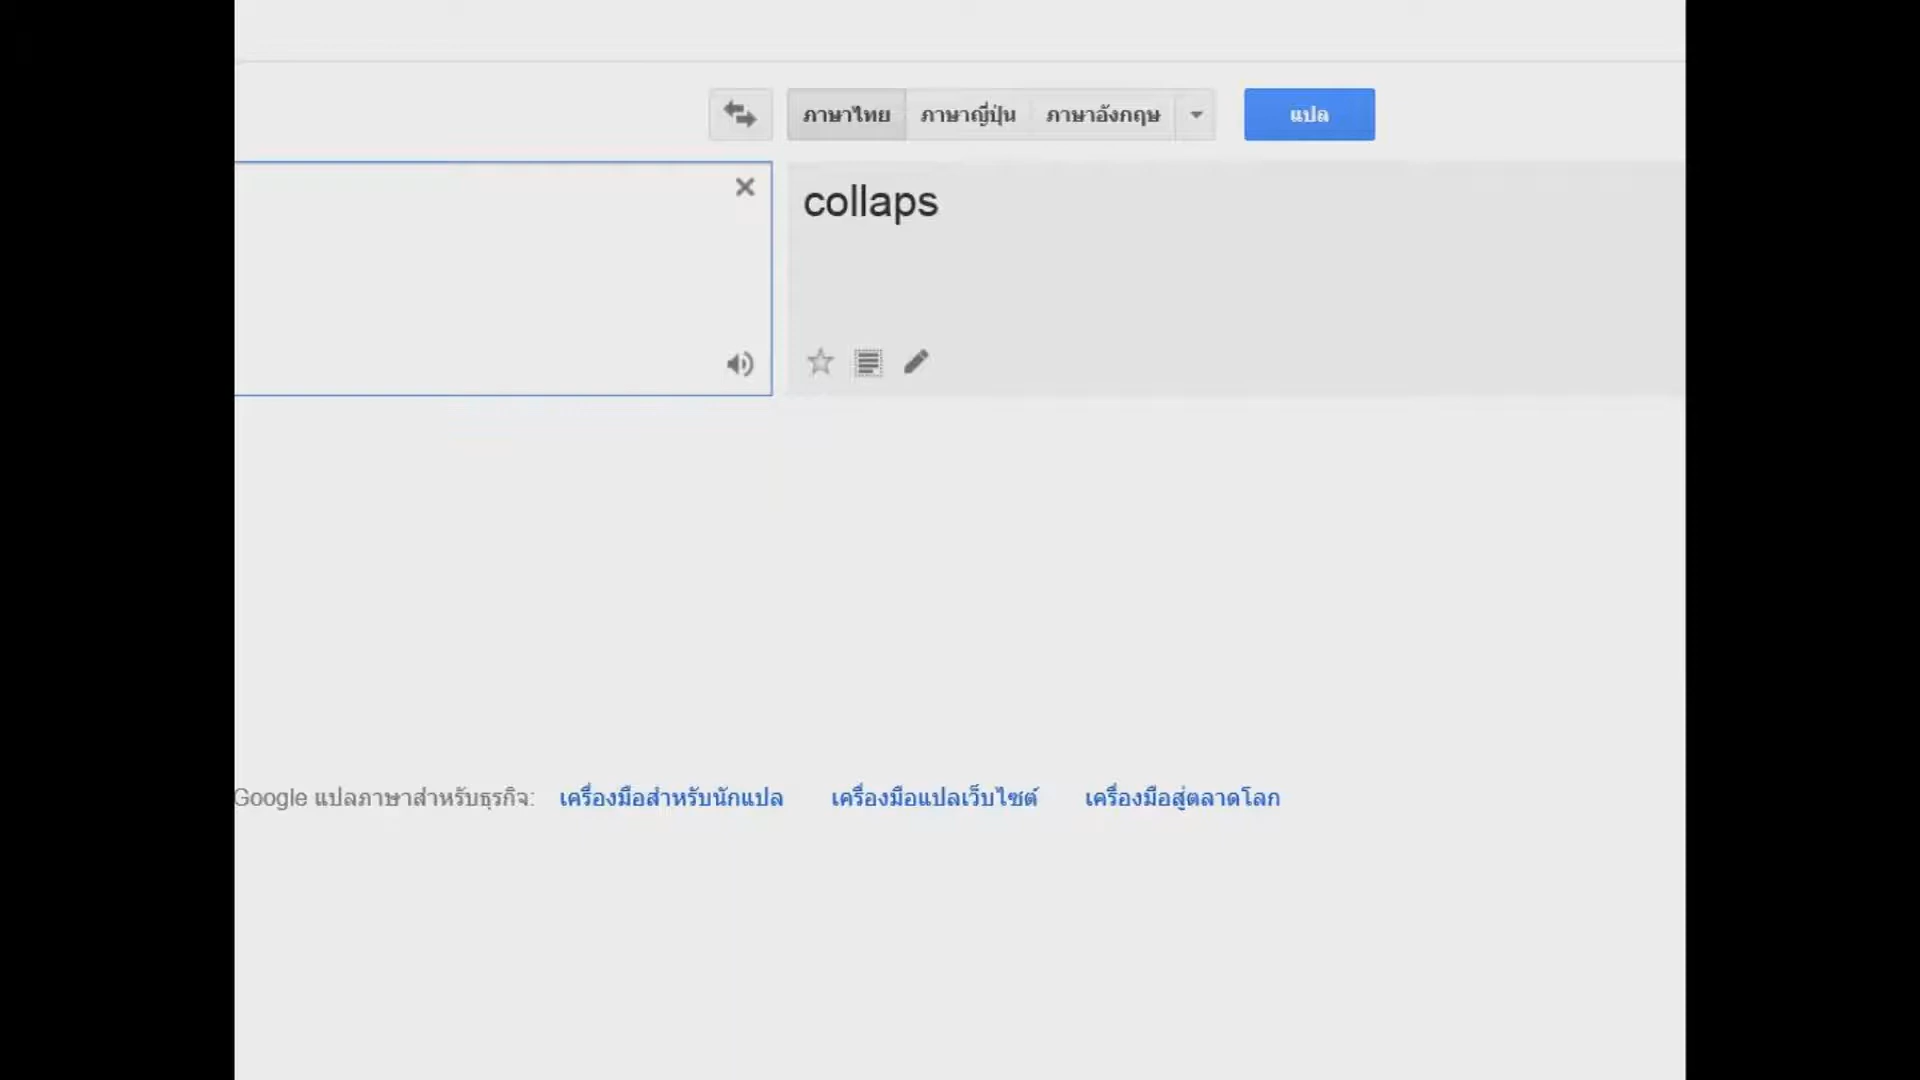 ภาษาไทย ภาษาญี่ปุ่น ภาษาอังกฤษ แปล
collaps
Google แปลภาษาสำหรับธุรกิจ: เครื่องมือสำหรับนักแปล เครื่องมือแปลเว็บไซต์ เครื่องมือสู่ตลาดโลก